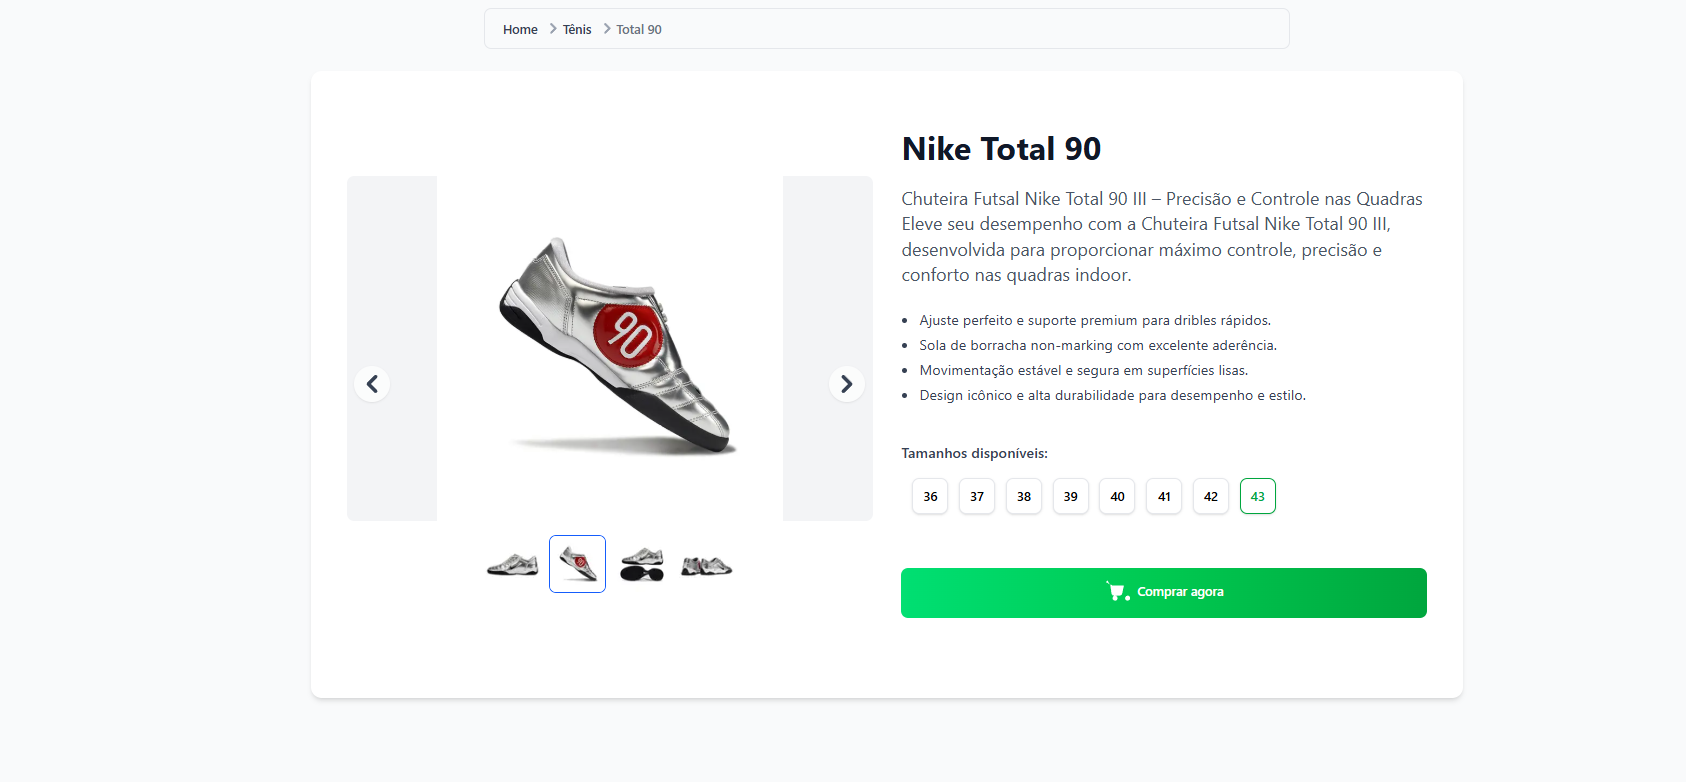 Home > Tênis > Total 90
Nike Total 90
Chuteira Futsal Nike Total 90 III – Precisão e Controle nas Quadras
Eleve seu desempenho com a Chuteira Futsal Nike Total 90 III,
desenvolvida para proporcionar máximo controle, precisão e
conforto nas quadras indoor.
• Ajuste perfeito e suporte premium para dribles rápidos.
• Sola de borracha non-marking com excelente aderência.
• Movimentação estável e segura em superfícies lisas.
• Design icônico e alta durabilidade para desempenho e estilo.
90
Tamanhos disponíveis:
36 37 38 39 40 41 42 43
Comprar agora